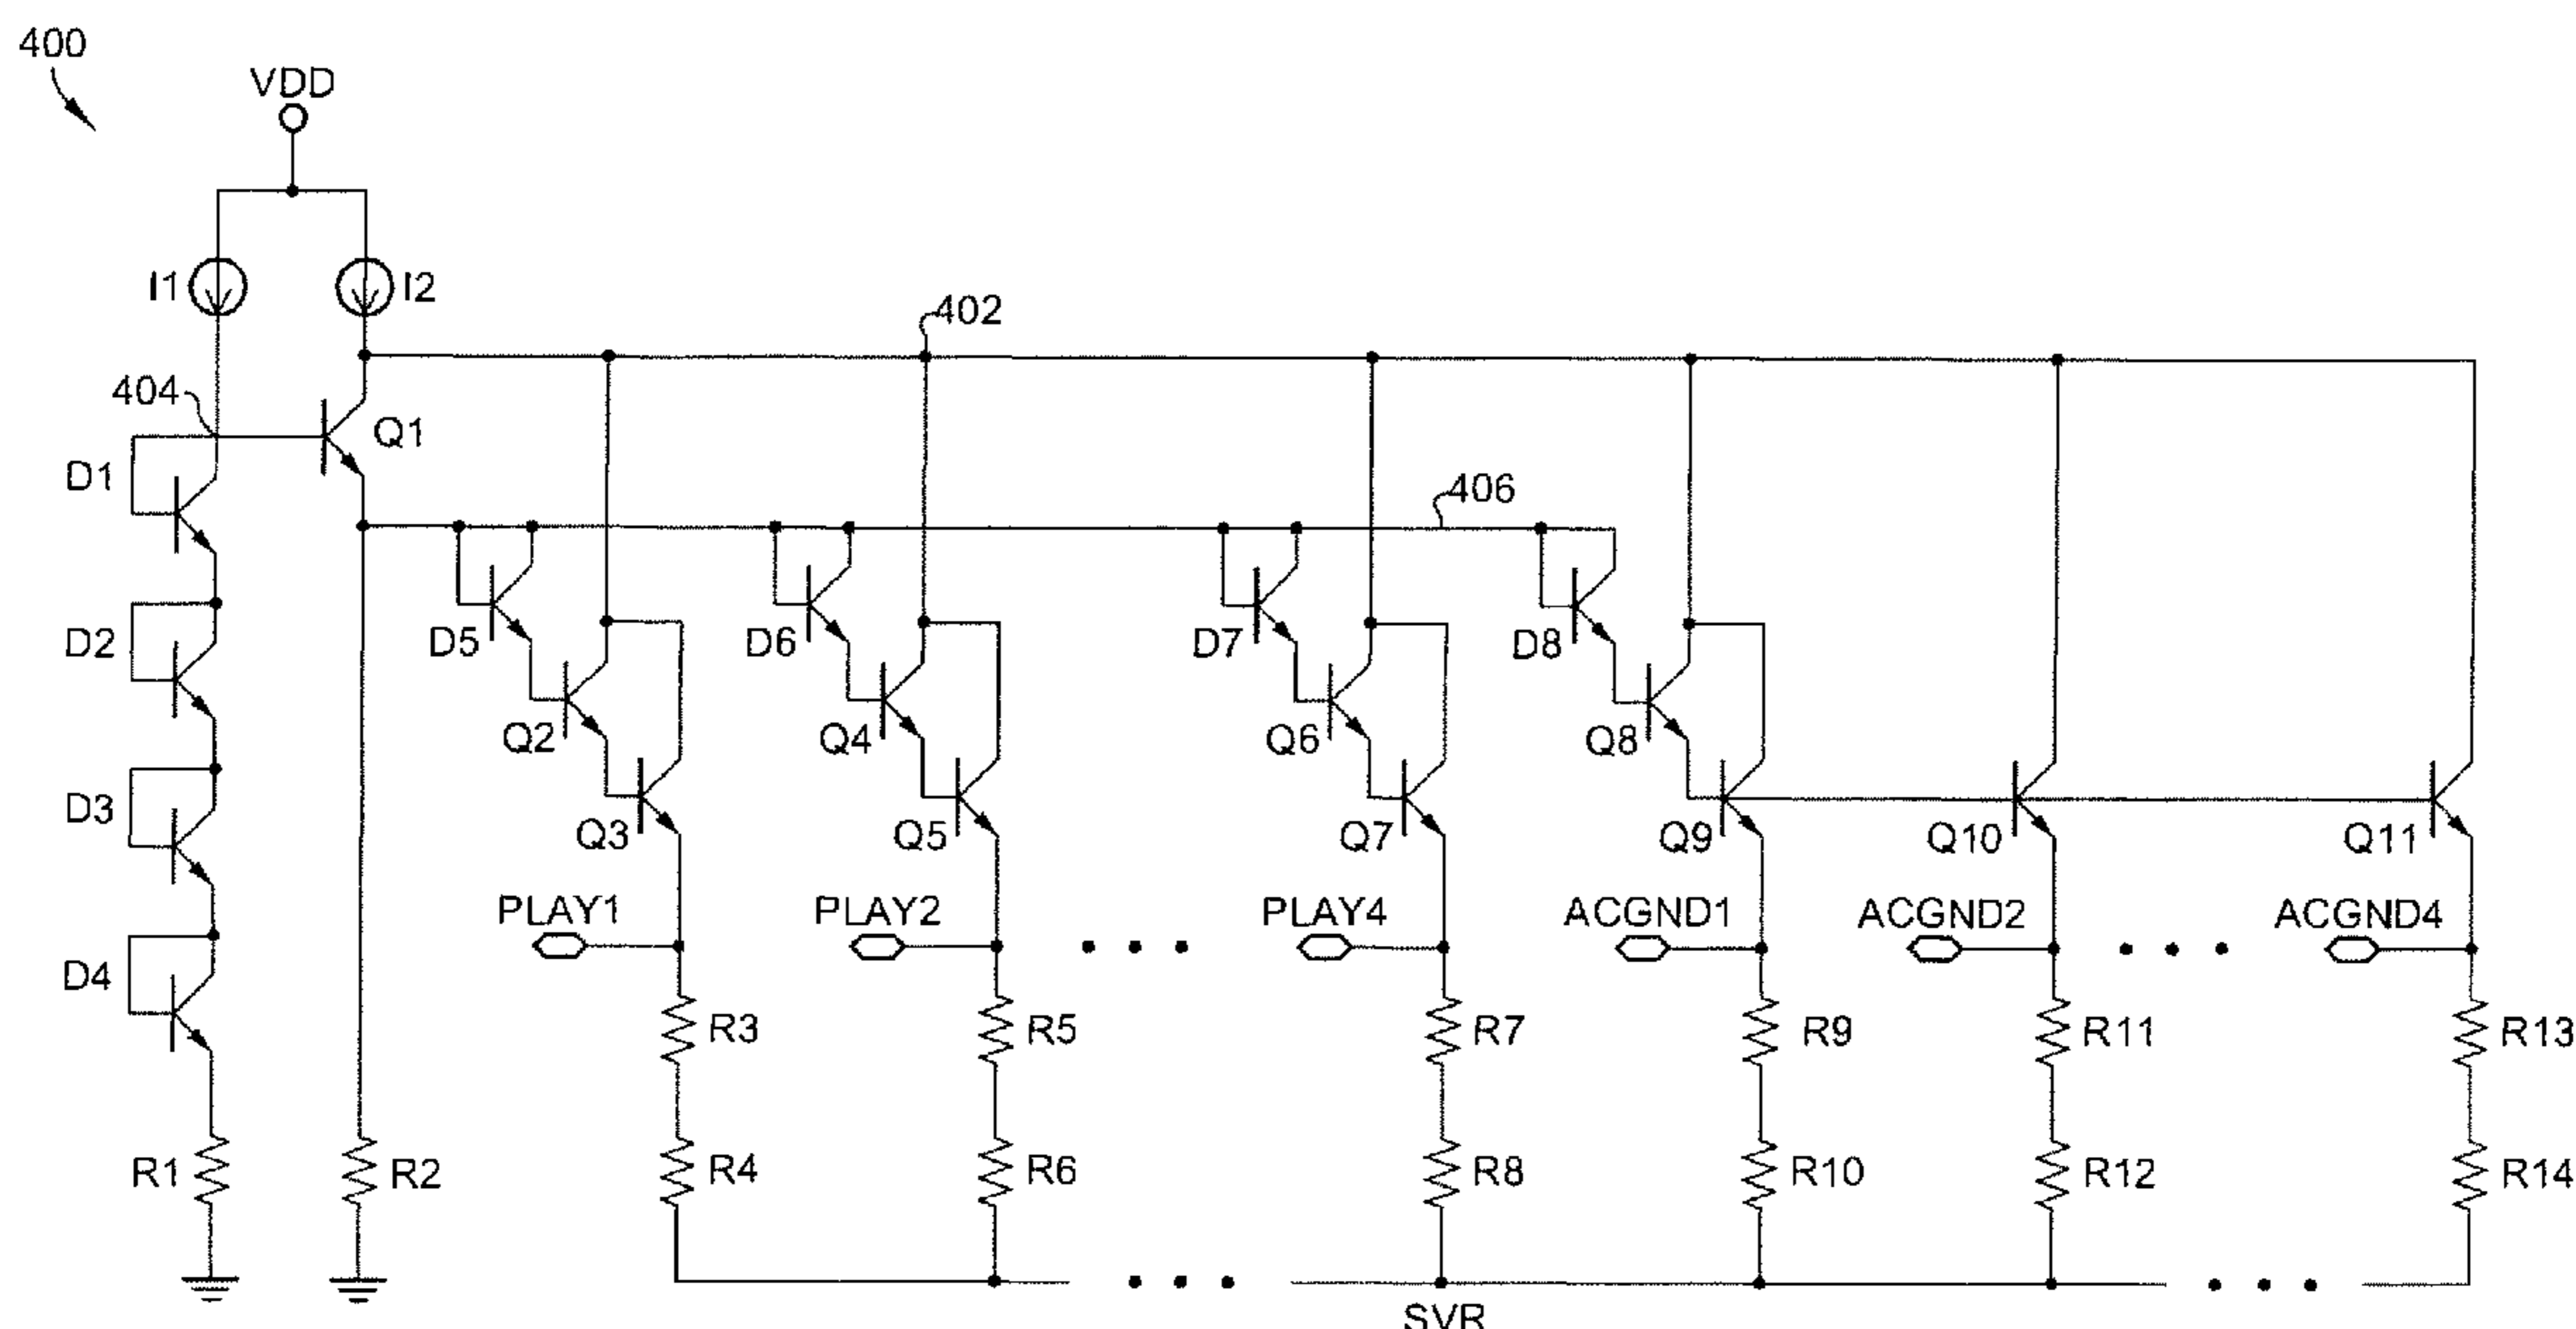 400
VDD
I1
I2
402
404
Q1
D1
406
D2
D5
D6
D7
D8
Q2
Q4
Q6
Q8
D3
Q3
Q5
Q7
Q9
Q10
Q11
PLAY1
PLAY2
PLAY4
ACGND1
ACGND2
ACGND4
D4
R3
R5
R7
R9
R11
R13
R1
R2
R4
R6
R8
R10
R12
R14
SVR